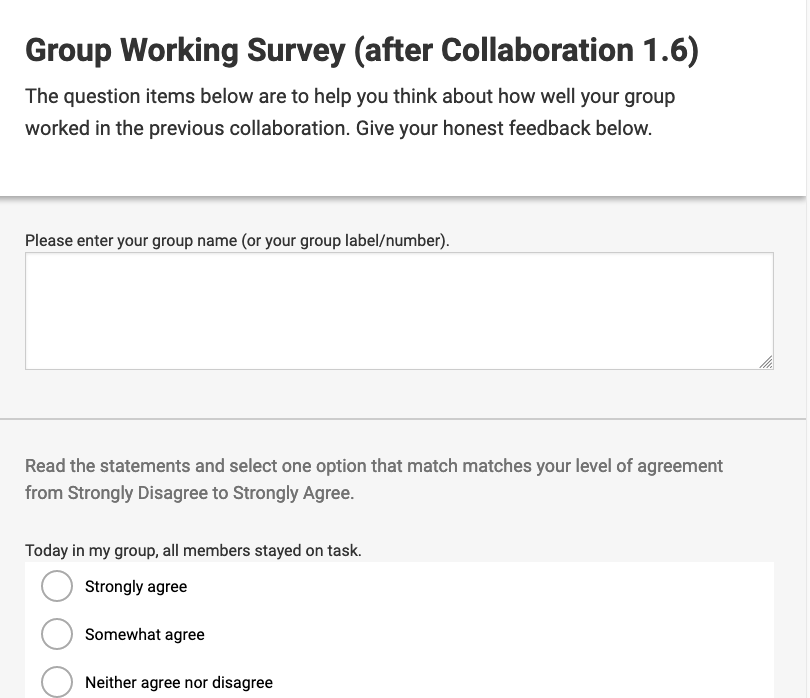 Group Working Survey (after Collaboration 1.6)
The question items below are to help you think about how well your group
worked in the previous collaboration. Give your honest feedback below.
Please enter your group name (or your group label/number).
Read the statements and select one option that match matches your level of agreement
from Strongly Disagree to Strongly Agree.
Today in my group, all members stayed on task.
Strongly agree
Somewhat agree
Neither agree nor disagree